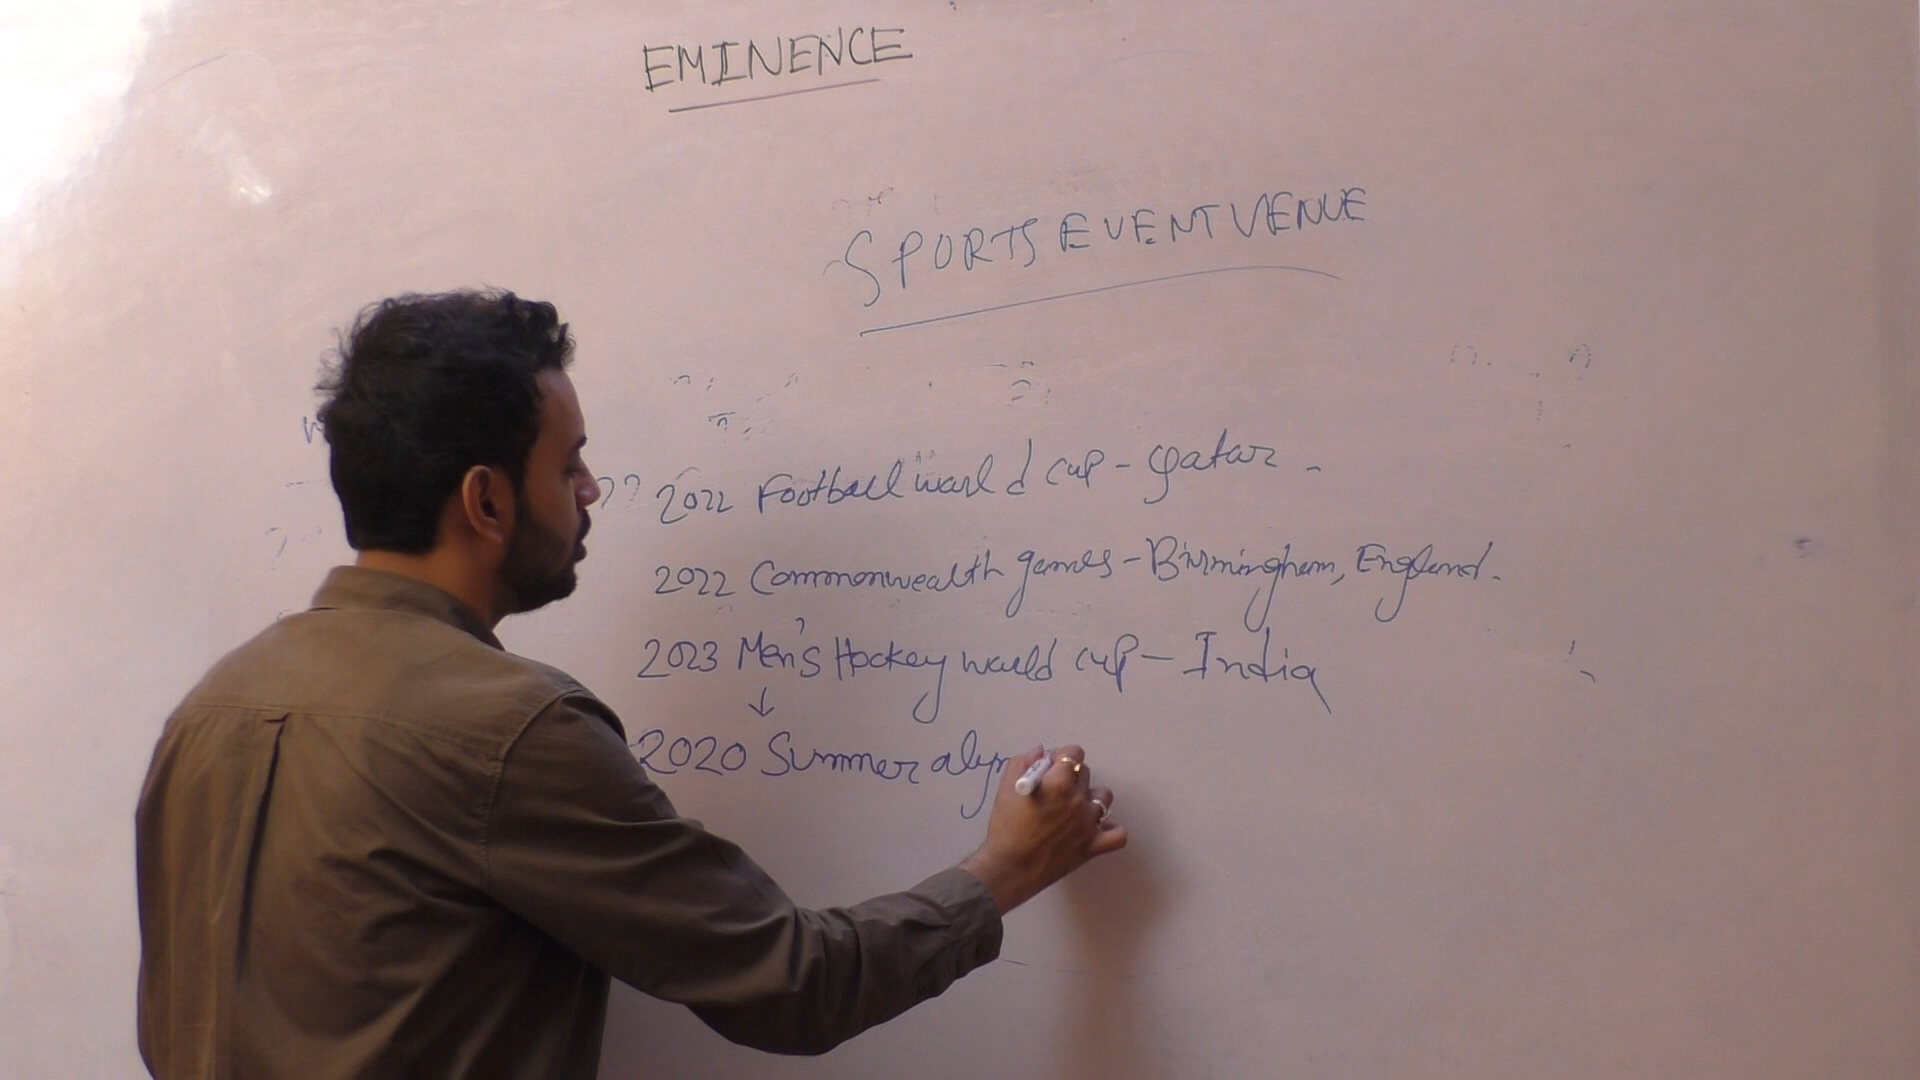 EMINENCE
SPORTS EVENT VENUE
2022 Football world cup - Qatar -
2022 Commonwealth games - Birmingham, England.
2023 Men's Hockey world cup - India
↓
2020 Summer olym